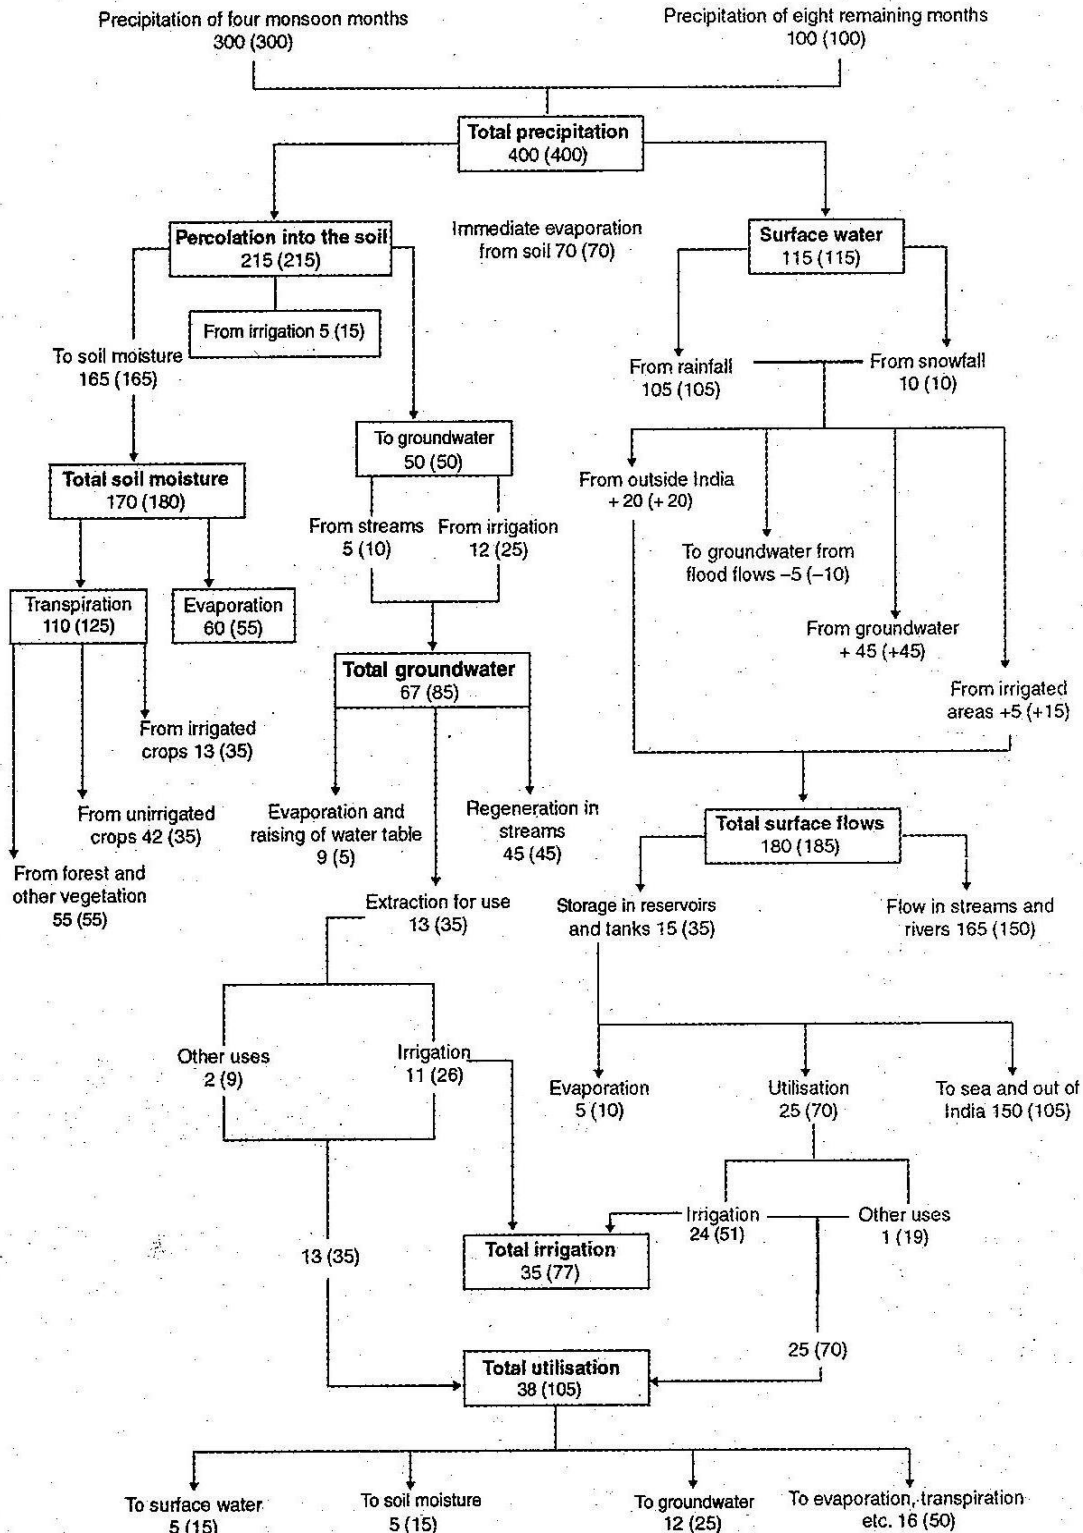 Precipitation of four monsoon months
300 (300)
Precipitation of eight remaining months
100 (100)
Total precipitation
400 (400)
Percolation into the soil
215 (215)
Immediate evaporation
from soil 70 (70)
Surface water
115 (115)
From irrigation 5 (15)
To soil moisture
165 (165)
From rainfall
105 (105)
From snowfall
10 (10)
To groundwater
50 (50)
Total soil moisture
170 (180)
From outside India
+ 20 (+ 20)
From streams
5 (10)
From irrigation
12 (25)
To groundwater from
flood flows –5 (–10)
Transpiration
110 (125)
Evaporation
60 (55)
From groundwater
+ 45 (+45)
Total groundwater
67 (85)
From irrigated
areas +5 (+15)
From irrigated
crops 13 (35)
From unirrigated
crops 42 (35)
From forest and
other vegetation
55 (55)
Evaporation and
raising of water table
9 (5)
Regeneration in
streams
45 (45)
Total surface flows
180 (185)
Extraction for use
13 (35)
Storage in reservoirs
and tanks 15 (35)
Flow in streams and
rivers 165 (150)
Other uses
2 (9)
Irrigation
11 (26)
Evaporation
5 (10)
Utilisation
25 (70)
To sea and out of
India 150 (105)
Irrigation
24 (51)
Other uses
1 (19)
Total irrigation
35 (77)
13 (35)
25 (70)
Total utilisation
38 (105)
To surface water
5 (15)
To soil moisture
5 (15)
To groundwater
12 (25)
To evaporation, transpiration
etc. 16 (50)